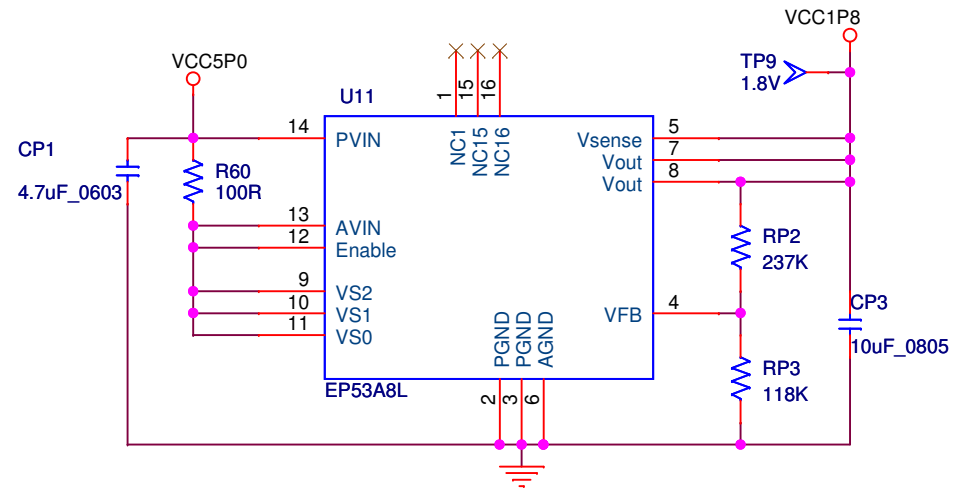 VCC1P8
VCC5P0
TP9
1.8V
U11
1
15
16
NC1
NC15
NC16
14
PVIN
Vsense
5
Vout
7
Vout
8
CP1
4.7uF_0603
R60
100R
13
AVIN
12
Enable
RP2
237K
9
VS2
10
VS1
11
VS0
VFB
4
CP3
10uF_0805
PGND
PGND
AGND
EP53A8L
2
3
6
RP3
118K